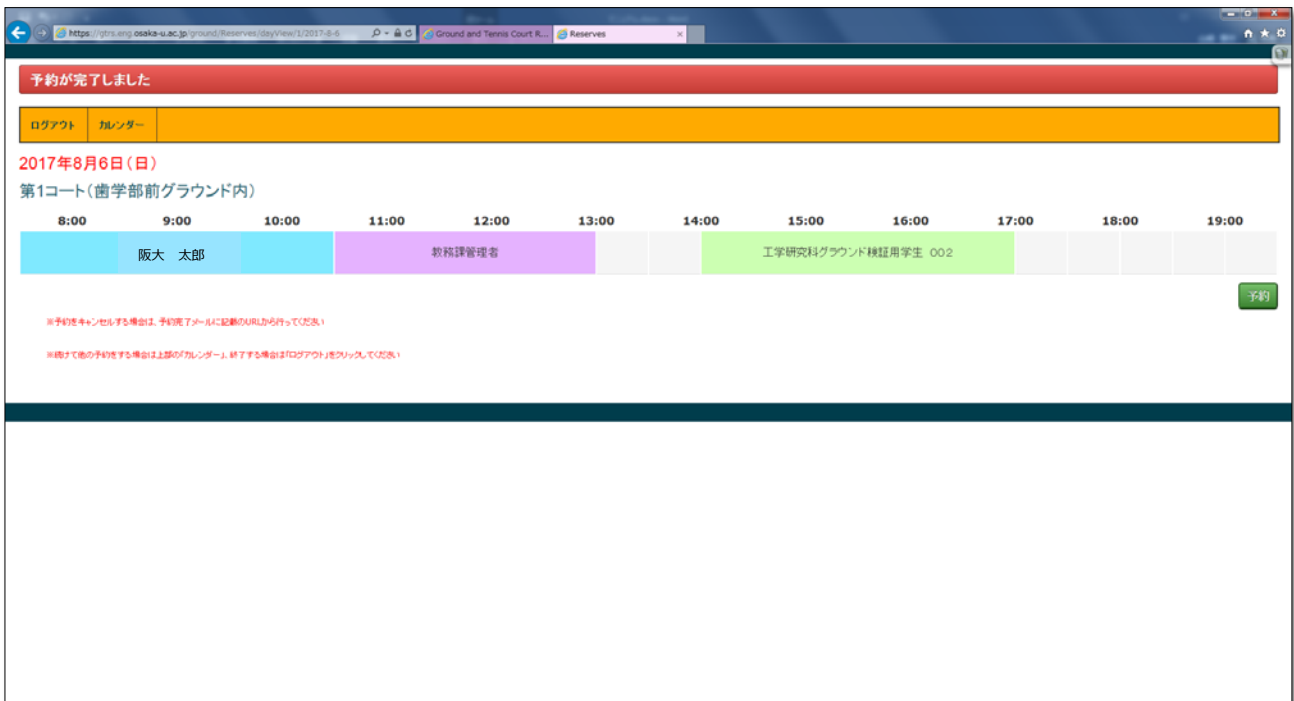 https://gtrs.eng.osaka-u.ac.jp/ground/Reserves/dayView/1/2017-8-6
Ground and Tennis Court R...
Reserves
予約が完了しました
ログアウト カレンダー
2017年8月6日(日)
第1コート(歯学部前グラウンド内)
8:00 9:00 10:00 11:00 12:00 13:00 14:00 15:00 16:00 17:00 18:00 19:00
阪大 太郎 教務課管理者 工学研究科グラウンド検証用学生 002
予約
※予約をキャンセルする場合は、予約完了メールに記載のURLから行ってください
※続けて他の予約をする場合は上部の「カレンダー」、終了する場合は「ログアウト」をクリックしてください